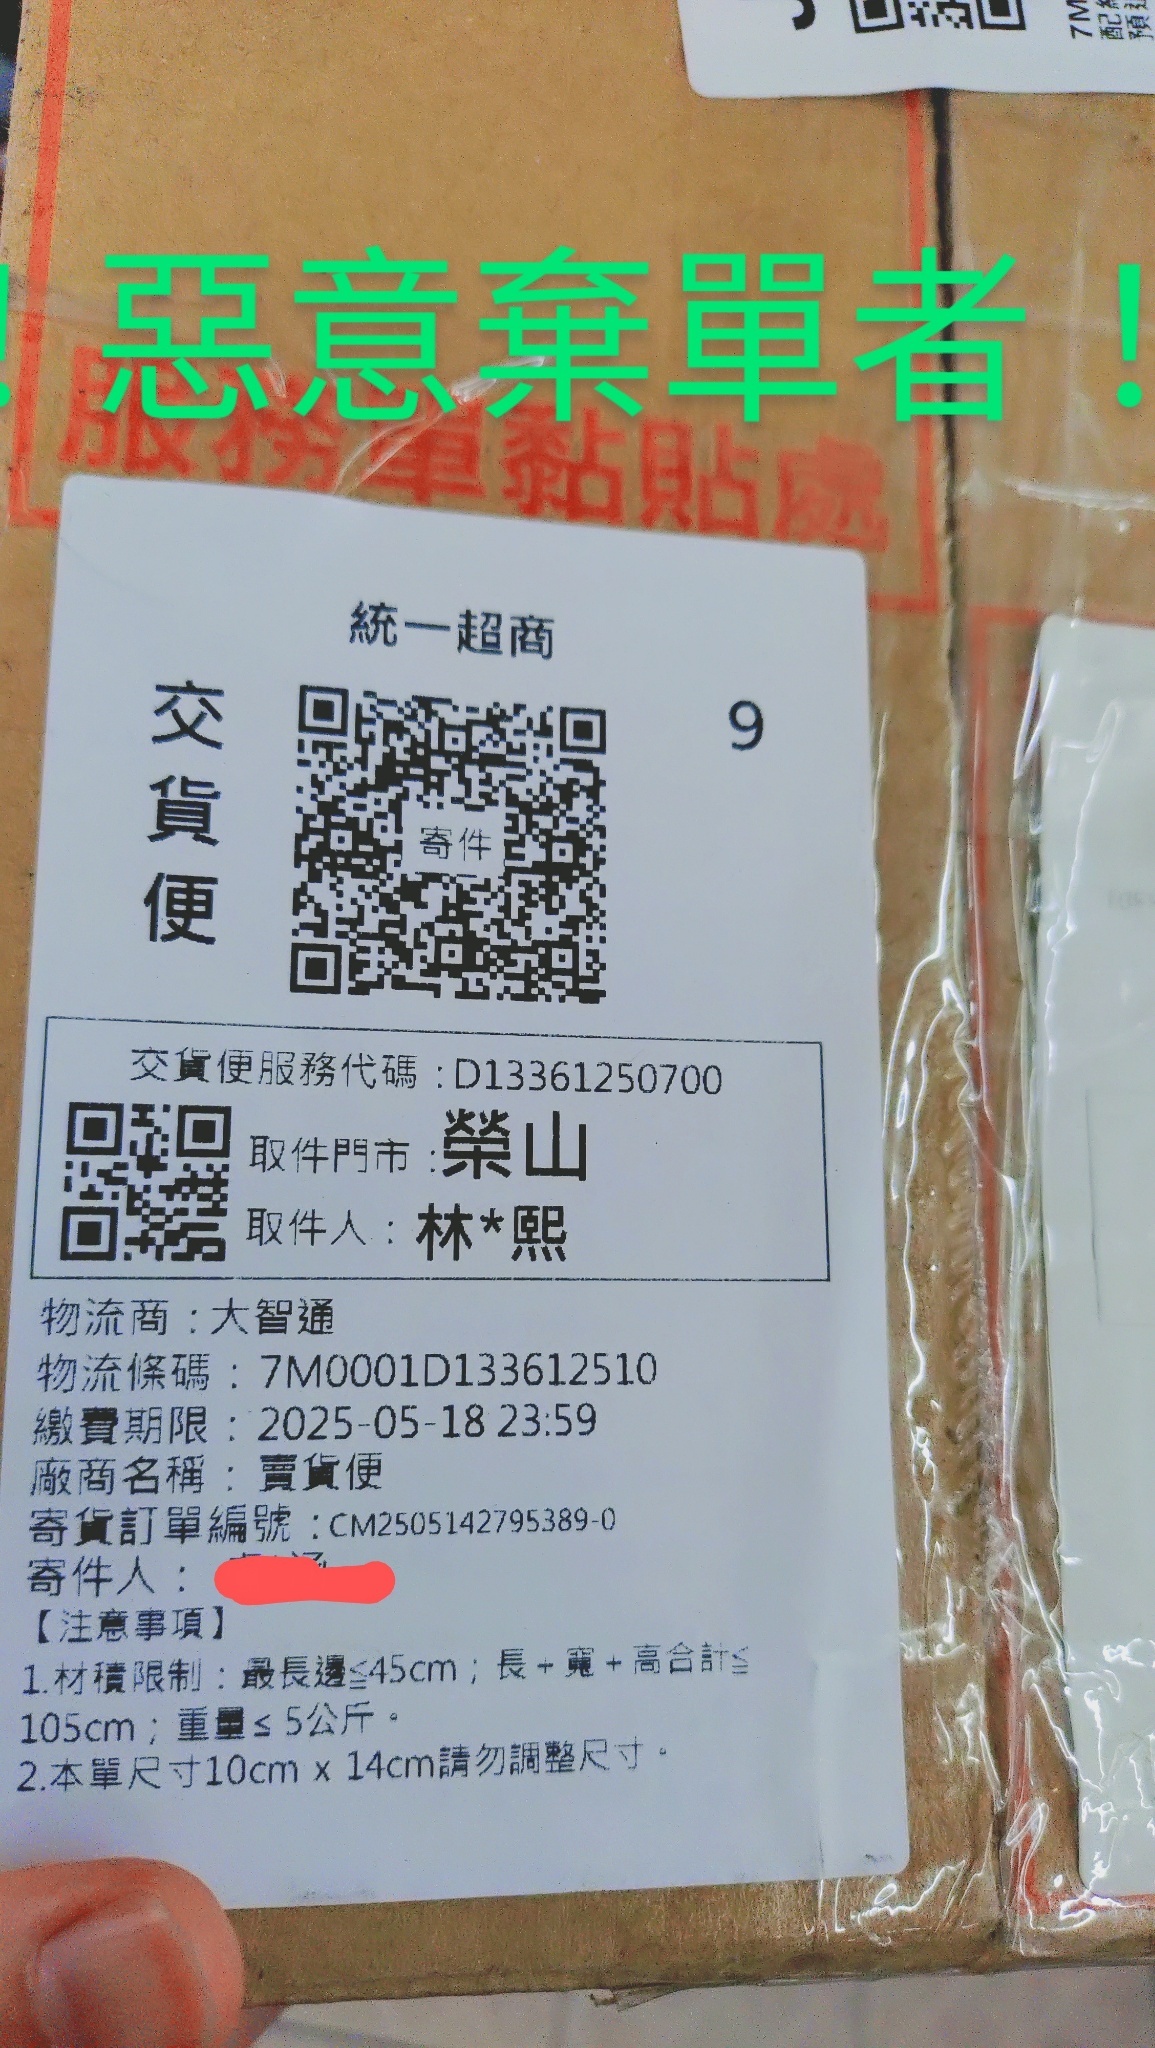 7M
！惡意棄單者！
服務單黏貼處
統一超商
交貨便
9
寄件
交貨便服務代碼：D13361250700
取件門市：榮山
取件人：林*熙
物流商：大智通
物流條碼：7M0001D133612510
繳費期限：2025-05-18 23:59
廠商名稱：賣貨便
寄貨訂單編號：CM2505142795389-0
寄件人：
【注意事項】
1.材積限制：最長邊≦45cm；長+寬+高合計≦
105cm；重量≤ 5公斤。
2.本單尺寸10cm x 14cm請勿調整尺寸。